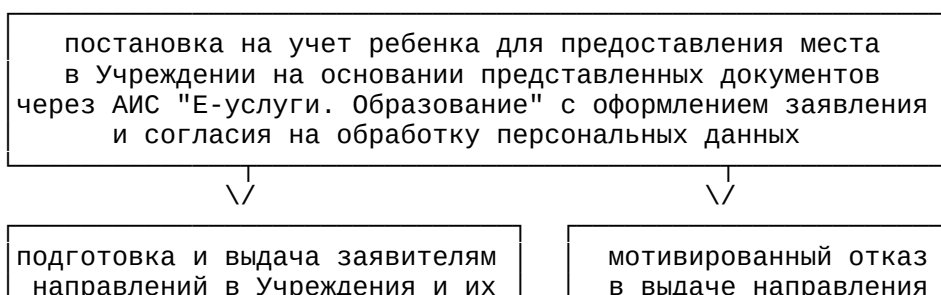 постановка на учет ребенка для предоставления места
в Учреждении на основании представленных документов
через АИС "Е-услуги. Образование" с оформлением заявления
и согласия на обработку персональных данных
\/ \/
подготовка и выдача заявителям
направлений в Учреждения и их
мотивированный отказ
в выдаче направления